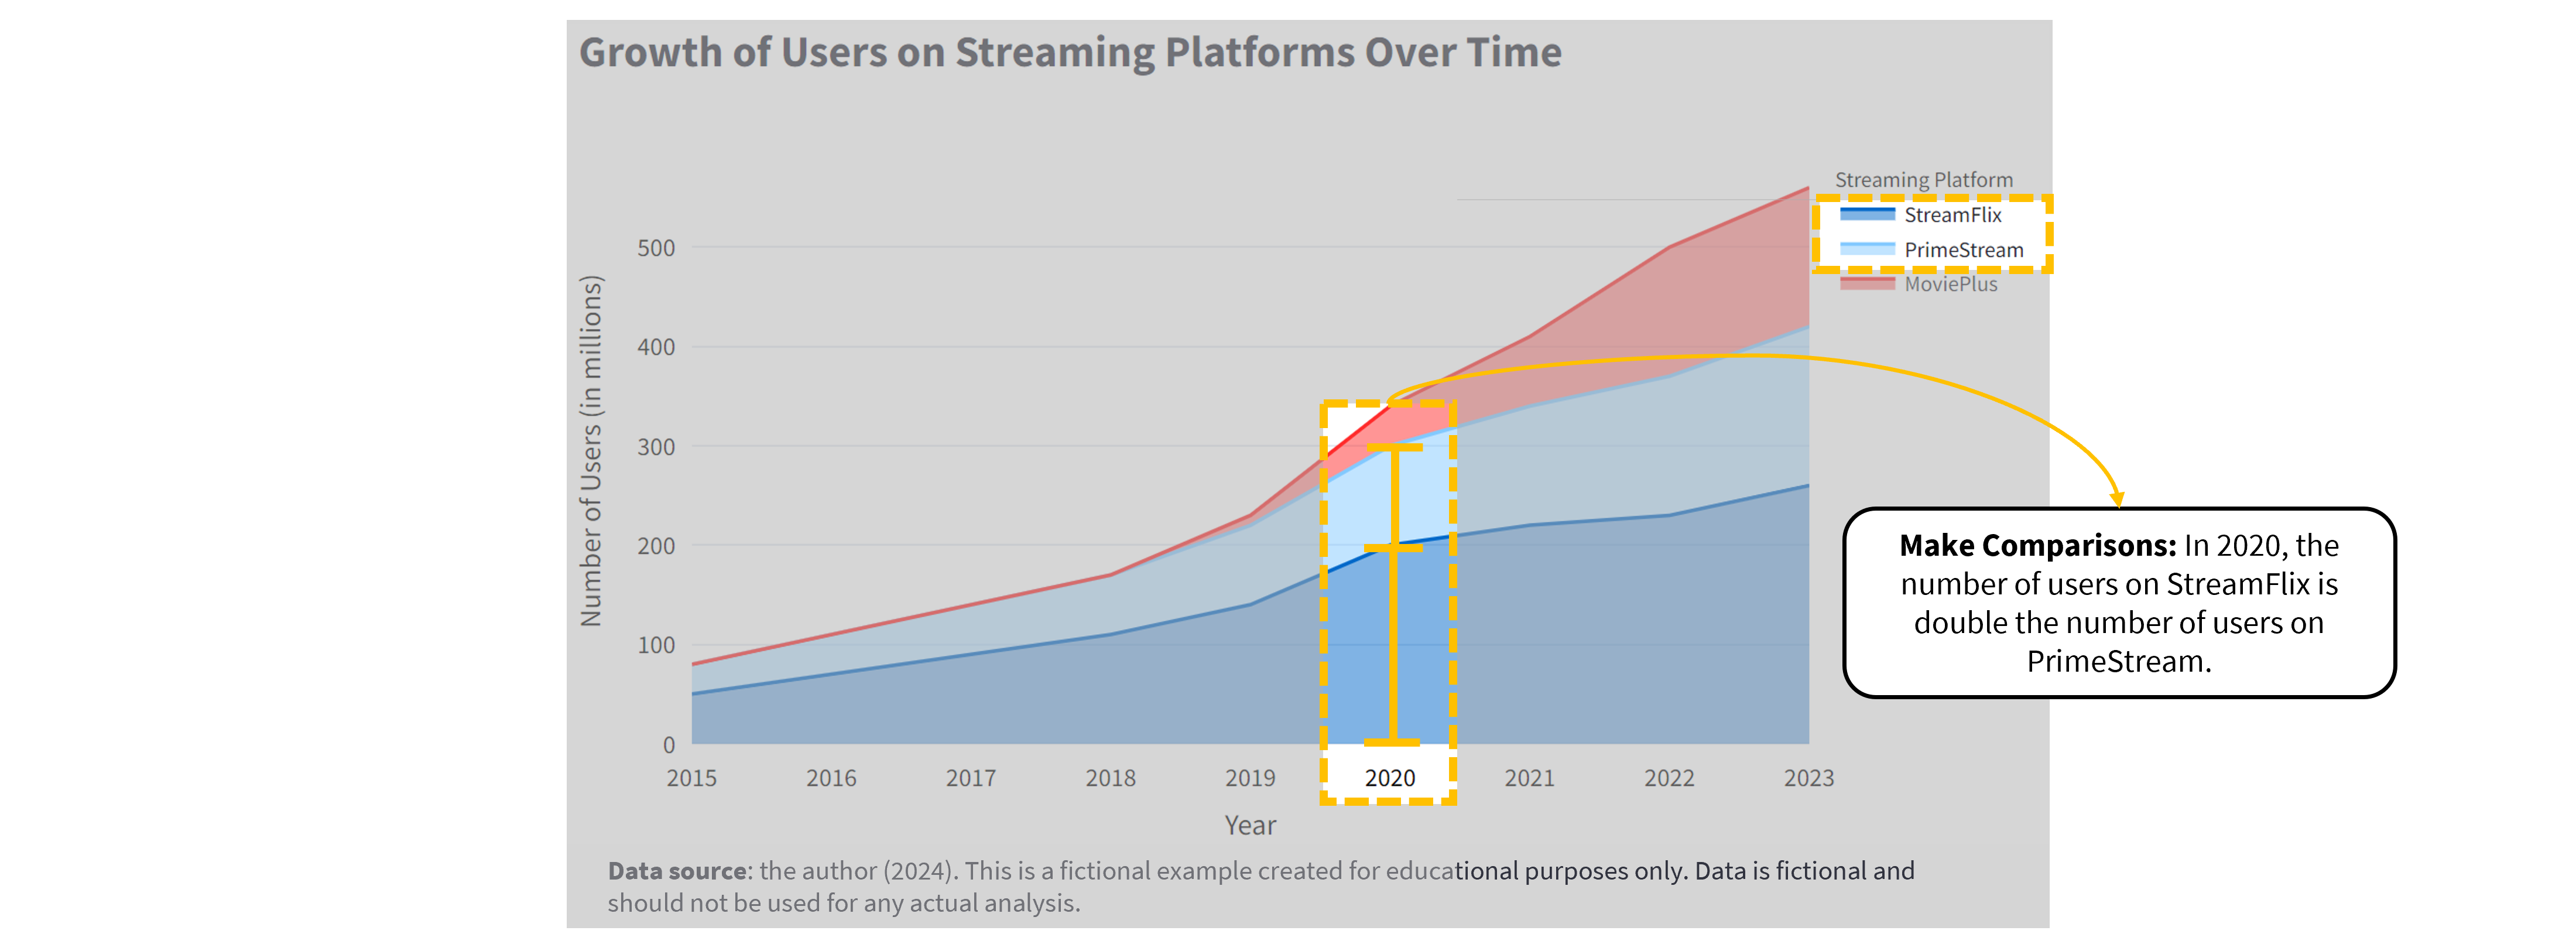 Growth of Users on Streaming Platforms Over Time
Streaming Platform
StreamFlix
PrimeStream
MoviePlus
Number of Users (in millions)
500
400
300
200
100
0
2015 2016 2017 2018 2019 2020 2021 2022 2023
Year
Make Comparisons: In 2020, the
number of users on StreamFlix is
double the number of users on
PrimeStream.
Data source: the author (2024). This is a fictional example created for educational purposes only. Data is fictional and
should not be used for any actual analysis.